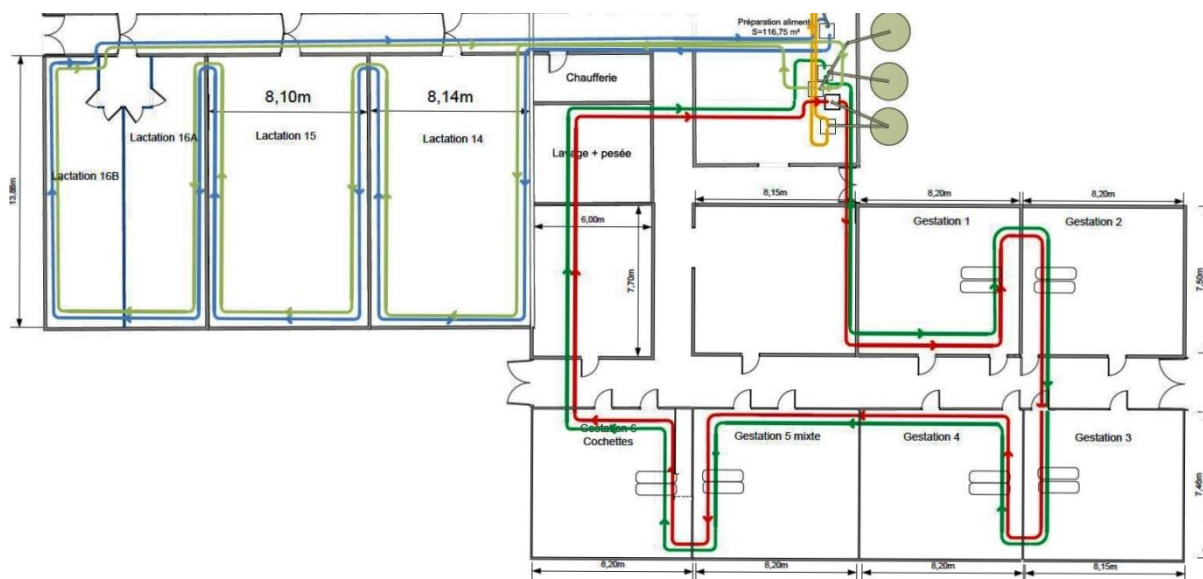 Préparation aliment
S=116,75 m²
Chaufferie
8,10m
8,14m
Lactation 16A
Lactation 15
Lactation 14
Lavage + pesée
Lactation 16B
13,88m
8,15m
8,20m
8,20m
6,00m
Gestation 1
Gestation 2
7,70m
7,50m
Gestation 6
Cochettes
Gestation 5 mixte
Gestation 4
Gestation 3
7,46m
8,20m
8,20m
8,20m
8,15m